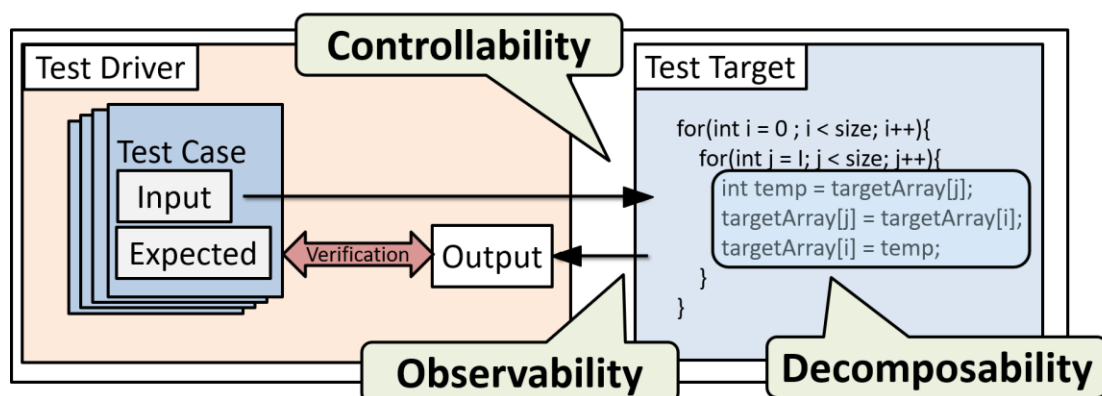 Controllability
Test Driver
Test Target
Test Case
Input
Expected
Verification
Output
for(int i = 0 ; i < size; i++){
for(int j = I; j < size; j++){
int temp = targetArray[j];
targetArray[j] = targetArray[i];
targetArray[i] = temp;
}
}
Observability
Decomposability